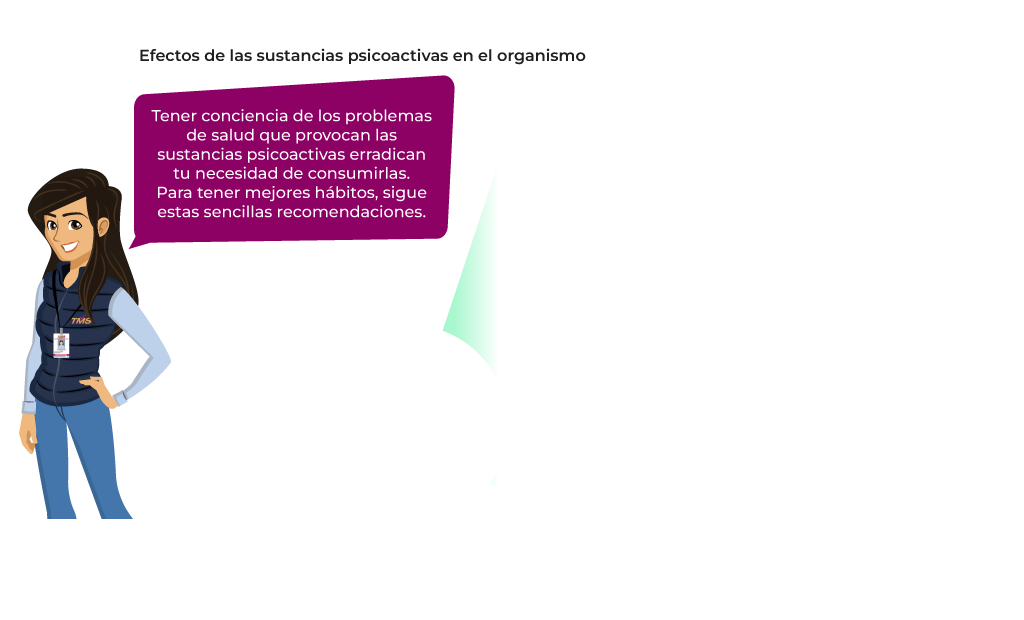 Efectos de las sustancias psicoactivas en el organismo
Tener conciencia de los problemas
de salud que provocan las
sustancias psicoactivas erradican
tu necesidad de consumirlas.
Para tener mejores hábitos, sigue
estas sencillas recomendaciones.
TMS